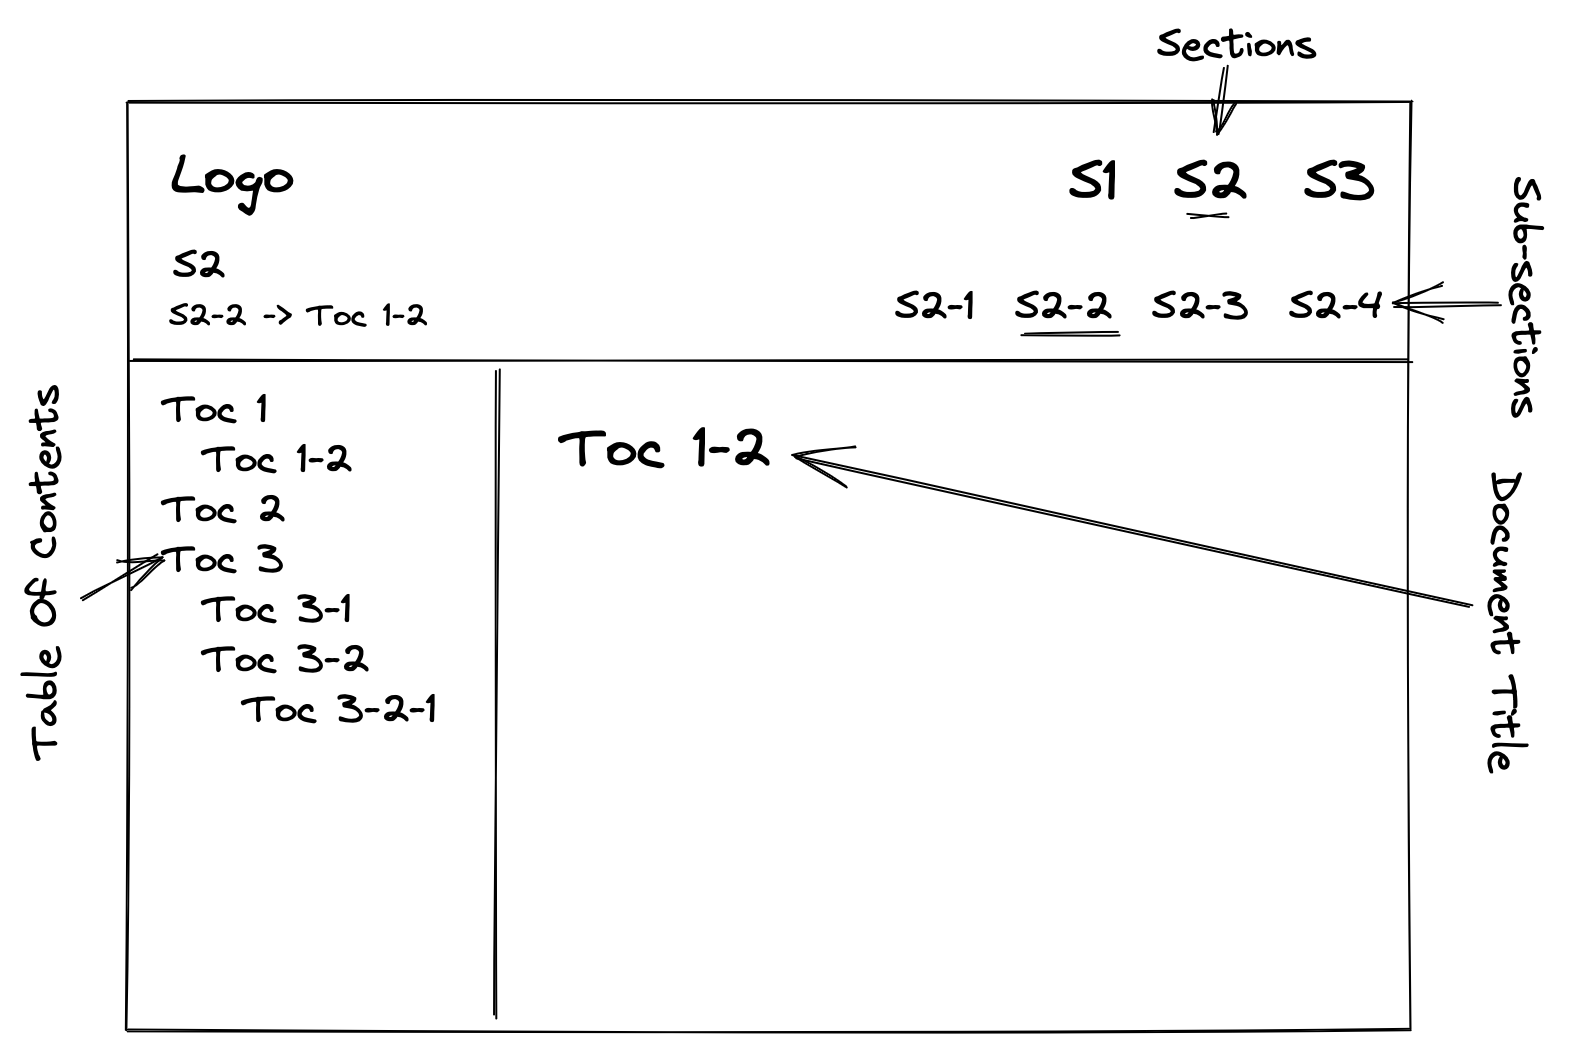 Sections
Logo
S1 S2 S3
S2
S2-2 -> Toc 1-2
S2-1 S2-2 S2-3 S2-4
Sub-sections
Table Of Contents
Toc 1
Toc 1-2
Toc 2
Toc 3
Toc 3-1
Toc 3-2
Toc 3-2-1
Toc 1-2
Document Title